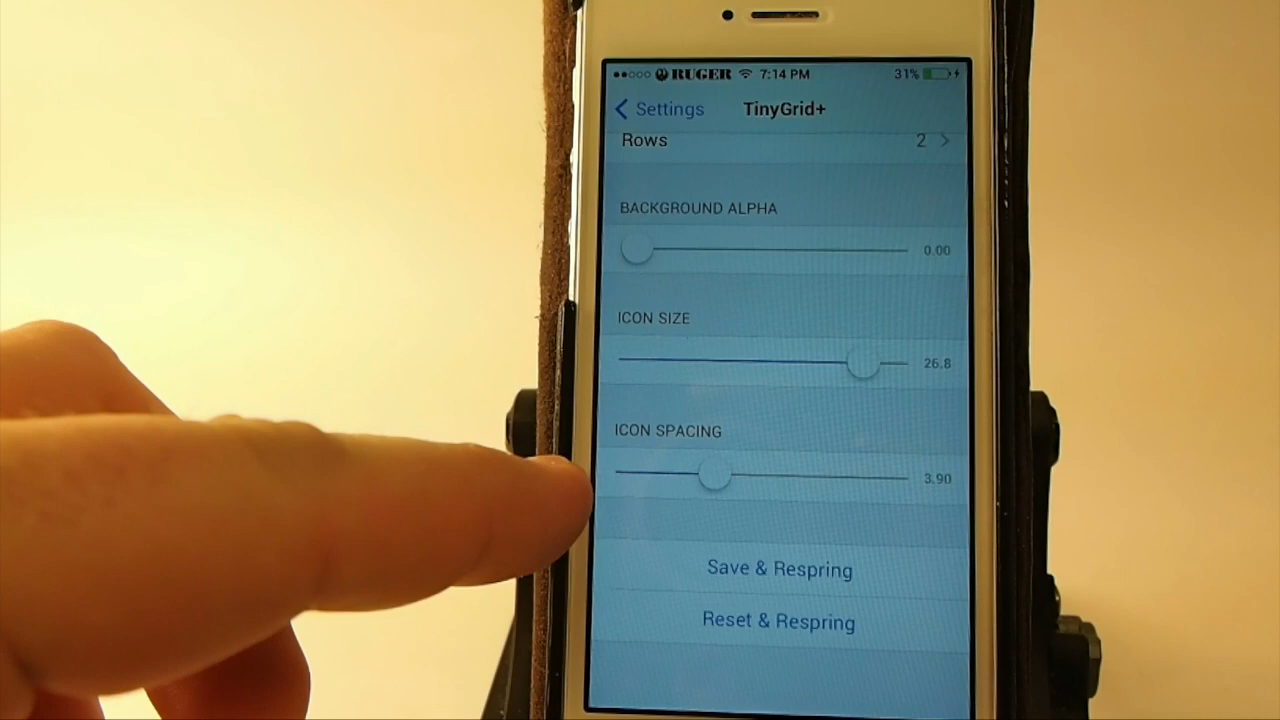 RUGER 7:14 PM 31%
Settings TinyGrid+
Rows 2
BACKGROUND ALPHA
0.00
ICON SIZE
26.8
ICON SPACING
3.90
Save & Respring
Reset & Respring